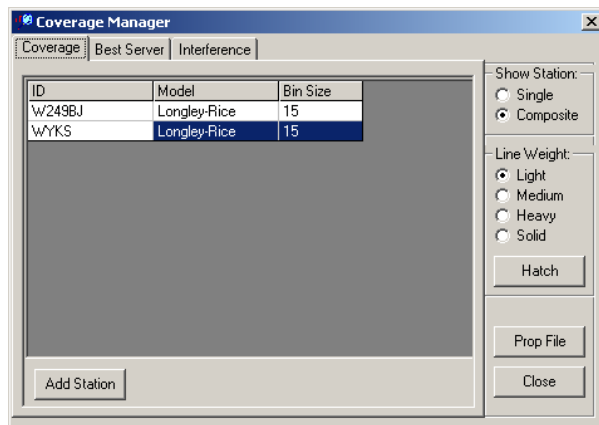 Coverage Manager
Coverage Best Server Interference
ID Model Bin Size
W249BJ Longley-Rice 15
WYKS Longley-Rice 15
Add Station
Show Station:
Single
Composite
Line Weight:
Light
Medium
Heavy
Solid
Hatch
Prop File
Close